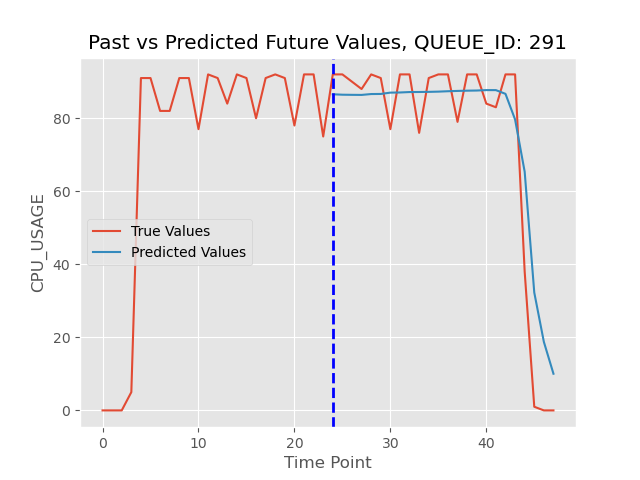 Past vs Predicted Future Values, QUEUE_ID: 291
CPU_USAGE
80
60
40
20
0
True Values
Predicted Values
0
10
20
30
40
Time Point